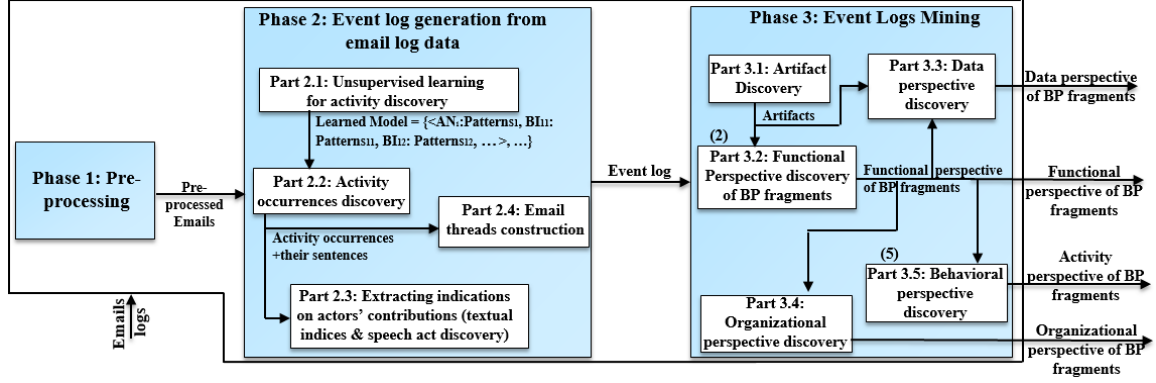 Phase 1: Pre-
processing
Pre-
processed
Emails
Emails
logs
Phase 2: Event log generation from
email log data
Part 2.1: Unsupervised learning
for activity discovery
Learned Model = {<ANi:PatternsS1, BI11:
PatternsS11, BI12: PatternsS12, …>, …}
Part 2.2: Activity
occurrences discovery
Part 2.4: Email
threads construction
Activity occurrences
+their sentences
Part 2.3: Extracting indications
on actors' contributions (textual
indices & speech act discovery)
Event log
Phase 3: Event Logs Mining
Part 3.1: Artifact
Discovery
Part 3.3: Data
perspective
discovery
Artifacts
(2)
Part 3.2: Functional
Perspective discovery
of BP fragments
Functional perspective
of BP fragments
(5)
Part 3.5: Behavioral
perspective
discovery
Part 3.4:
Organizational
perspective discovery
Data perspective
of BP fragments
Functional
perspective of BP
fragments
Activity
perspective of BP
fragments
Organizational
perspective of BP
fragments